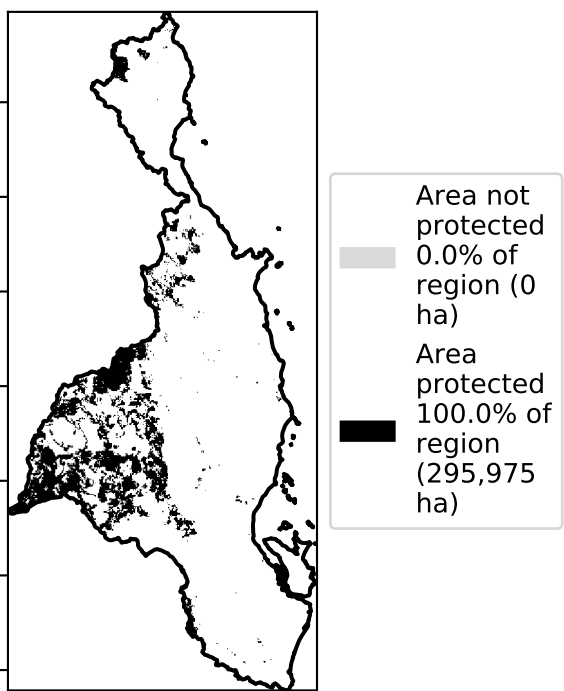 Area not
protected
0.0% of
region (0
ha)
Area
protected
100.0% of
region
(295,975
ha)